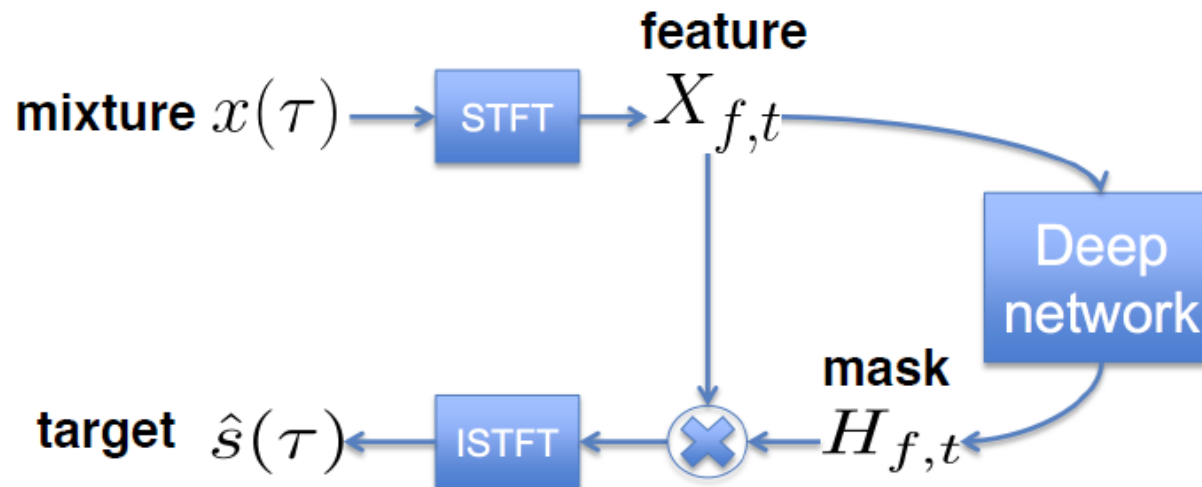 feature
mixture x(τ) STFT X_{f,t}
Deep
network
mask
target ŝ(τ) ISTFT H_{f,t}